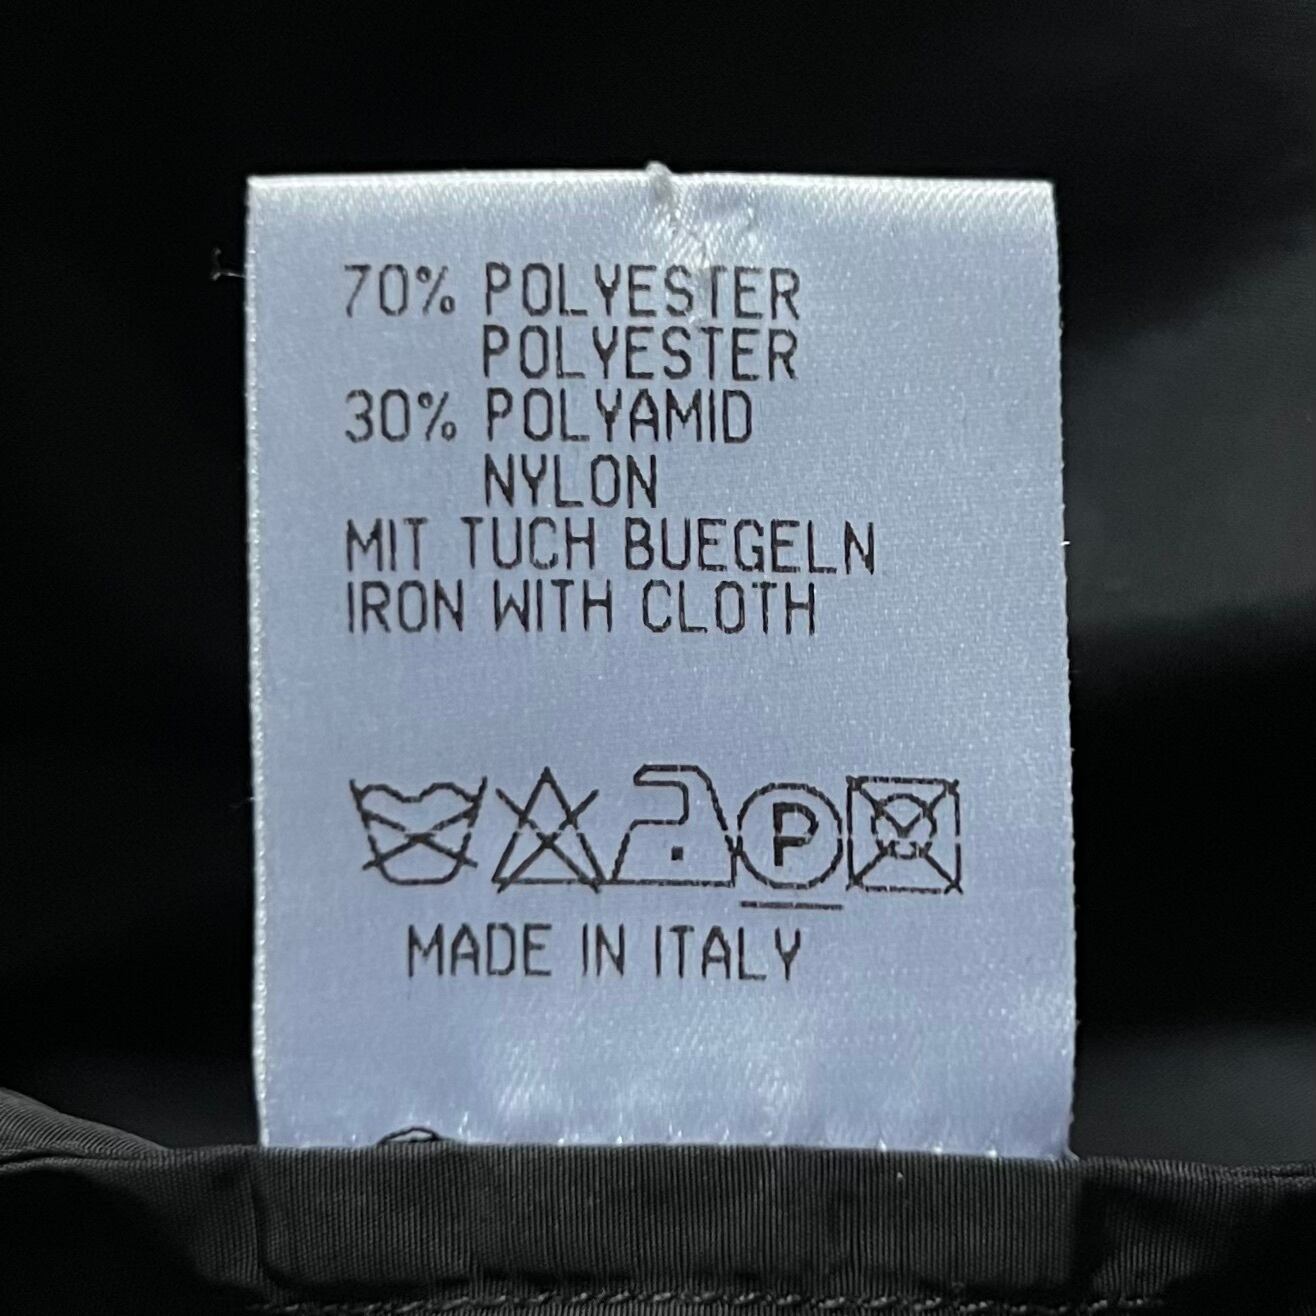 70% POLYESTER
POLYESTER
30% POLYAMID
NYLON
MIT TUCH BUEGELN
IRON WITH CLOTH
P
MADE IN ITALY